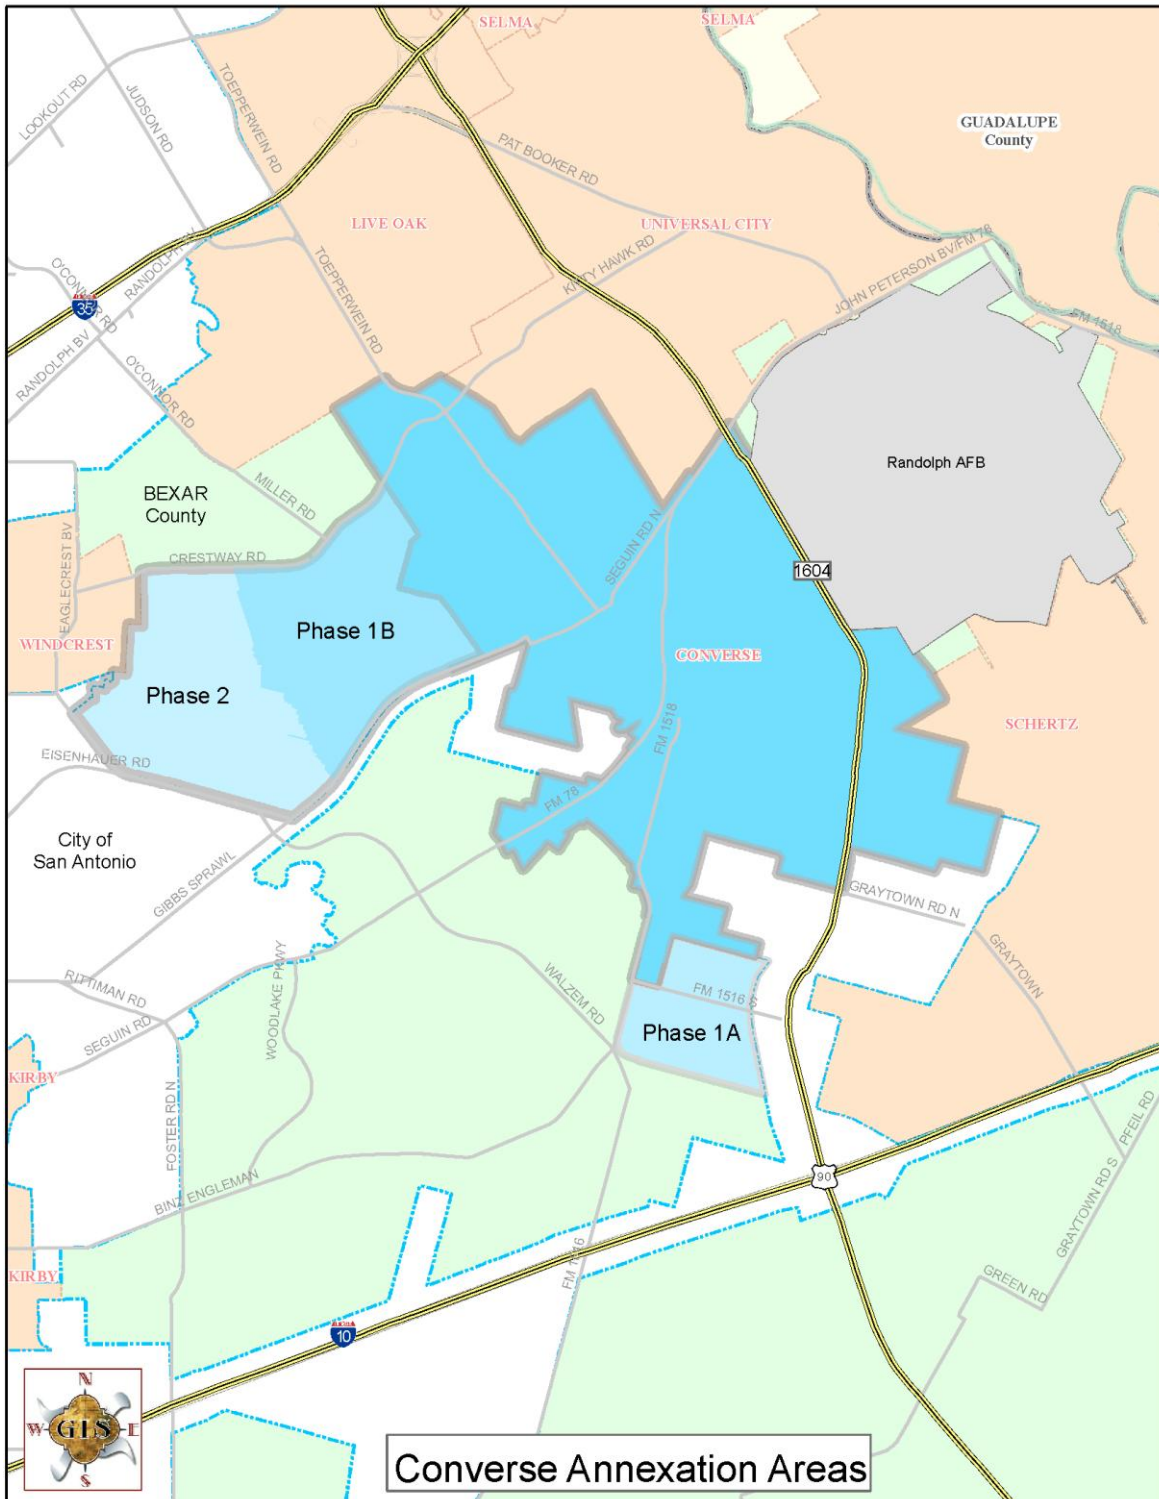 SELMA
SELMA
LOOKOUT RD
JUDSON RD
TOEPPERWEIN RD
PAT BOOKER RD
GUADALUPE
County
LIVE OAK
UNIVERSAL CITY
KITTY HAWK RD
JOHN PETERSON BV/FM 78
FM 1518
O'CONNOR RD
RANDOLPH BV
35
RANDOLPH BV
TOEPPERWEIN RD
O'CONNOR RD
Randolph AFB
BEXAR
County
MILLER RD
EAGLECREST BV
CRESTWAY RD
SEGUIN RD N
1604
WINDCREST
Phase 1B
CONVERSE
Phase 2
FM 1518
SCHERTZ
EISENHAUER RD
FM 78
City of
San Antonio
GIBBS SPRAWL
GRAYTOWN RD N
GRAYTOWN
RITTIMAN RD
WOODLAKE PKWY
WALZEM RD
FM 1516 S
SEGUIN RD
Phase 1A
KIRBY
FOSTER RD N
PFEIL RD
BINZ ENGLEMAN
90
GRAYTOWN RD S
KIRBY
FM 1516
GREEN RD
10
N
W GIS E
S
Converse Annexation Areas